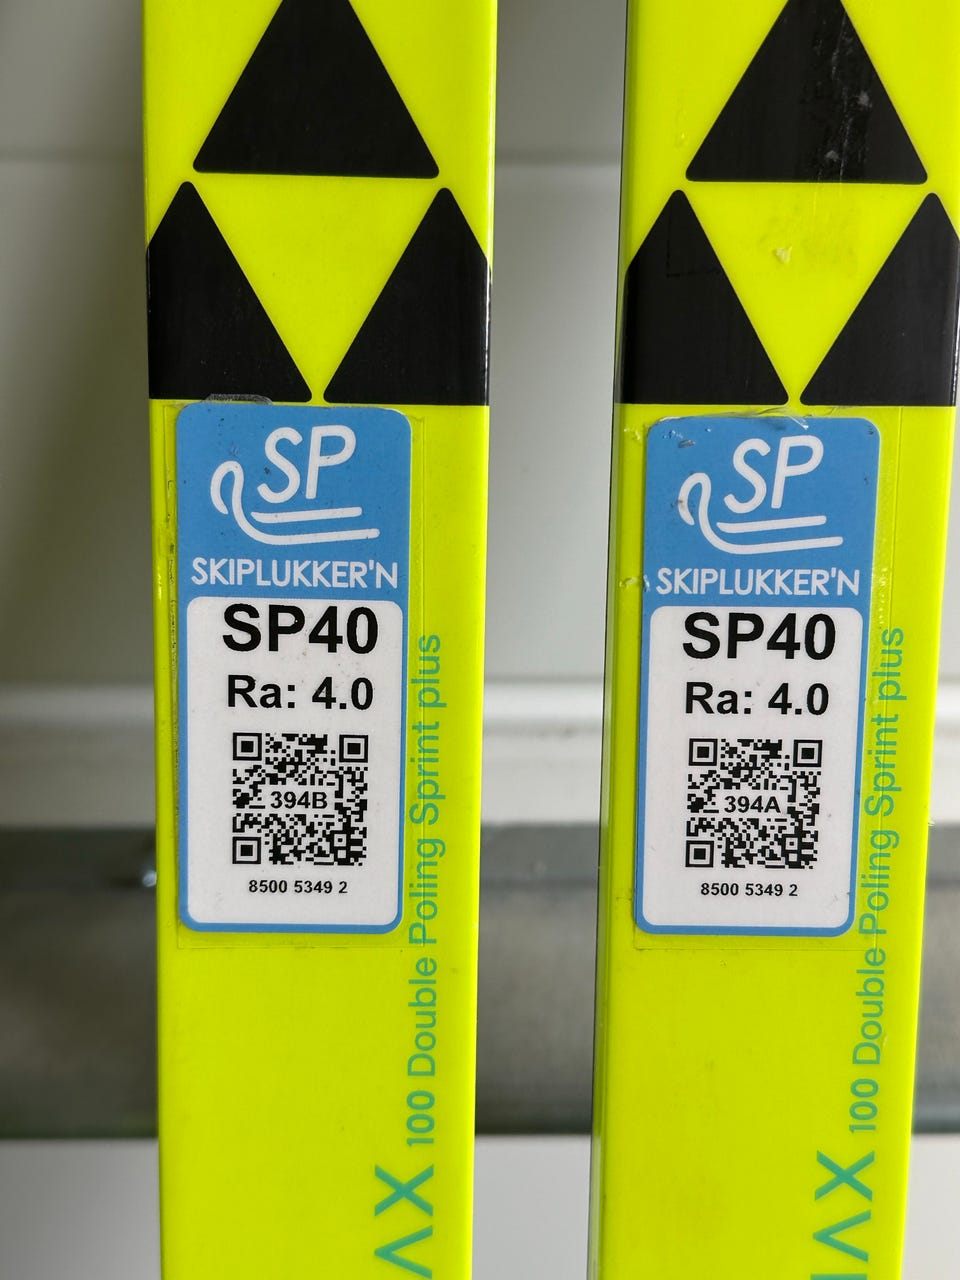 SP
SKIPLUKKER'N
SP40
Ra: 4.0
394B
8500 5349 2
100 Double Poling Sprint plus
SP
SKIPLUKKER'N
SP40
Ra: 4.0
394A
8500 5349 2
100 Double Poling Sprint plus